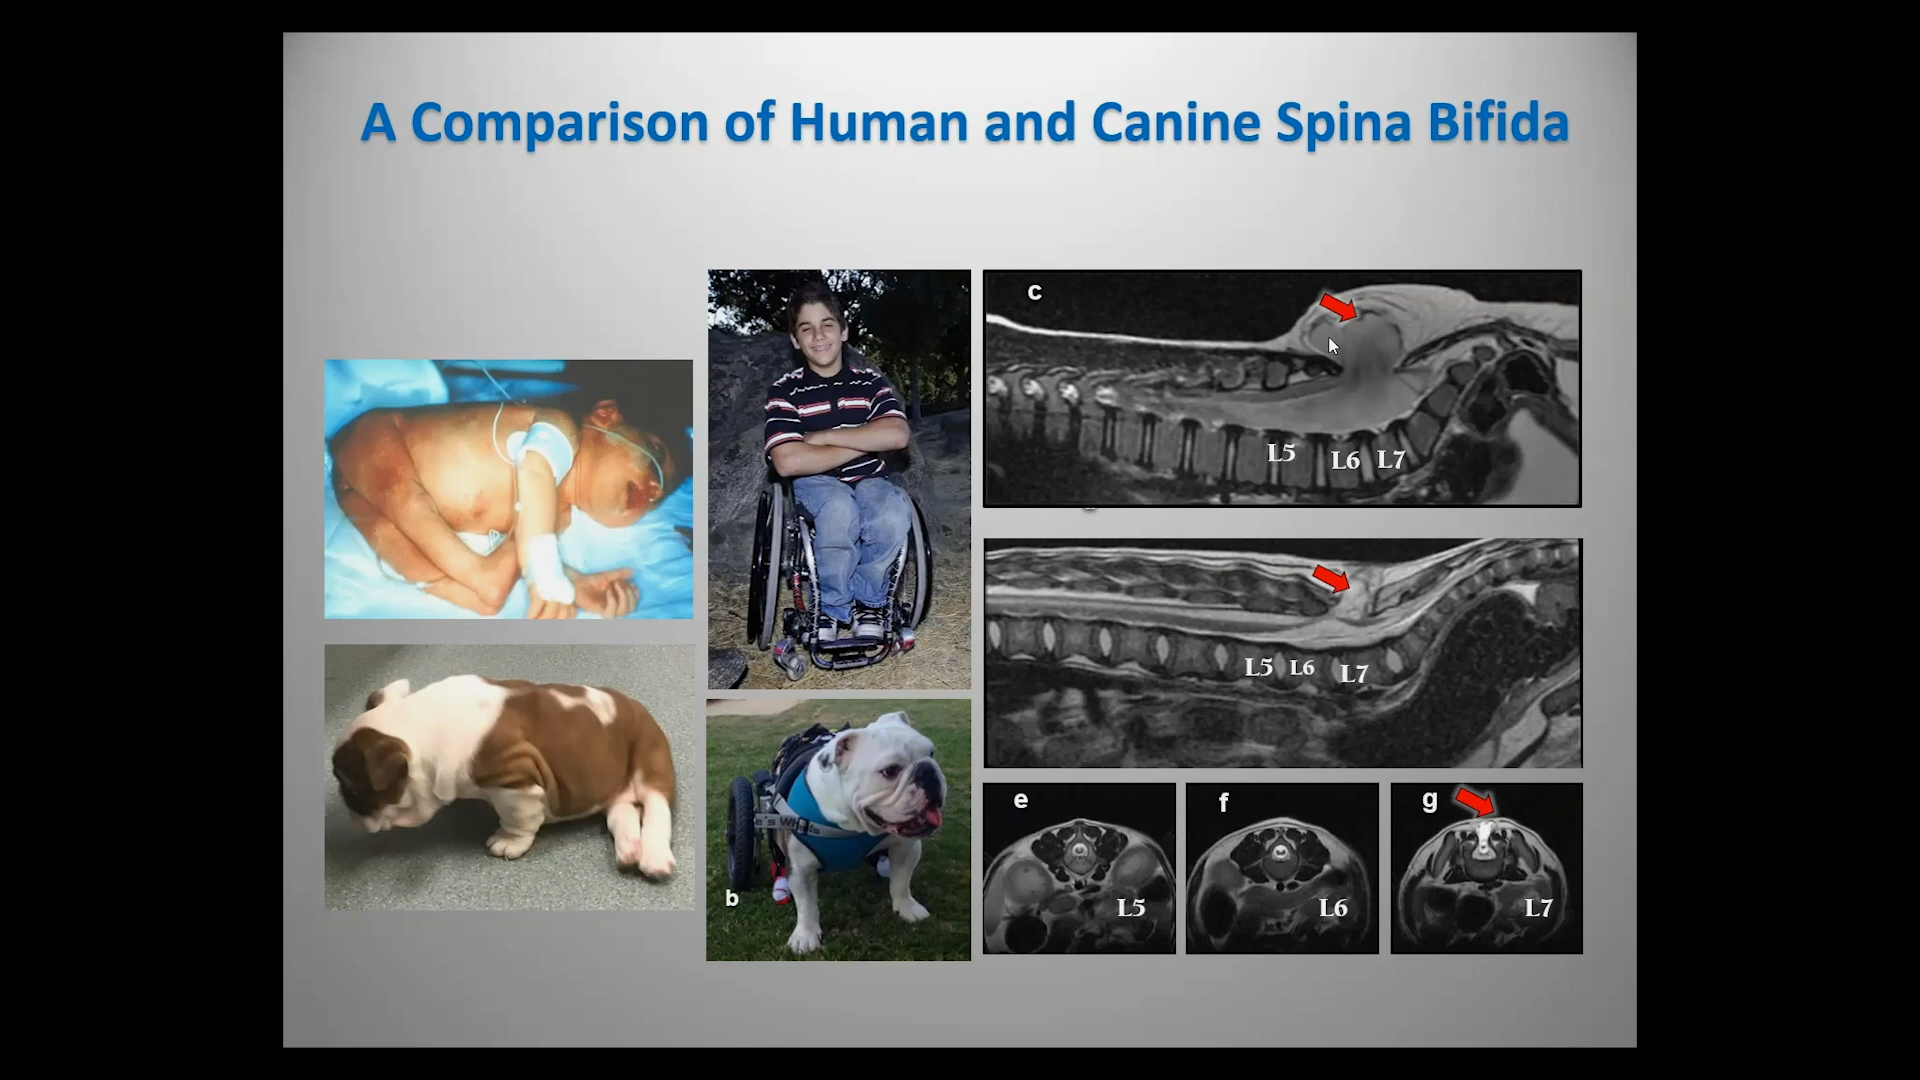 A Comparison of Human and Canine Spina Bifida
c
L5 L6 L7
L5 L6 L7
b
e
L5
f
L6
g
L7